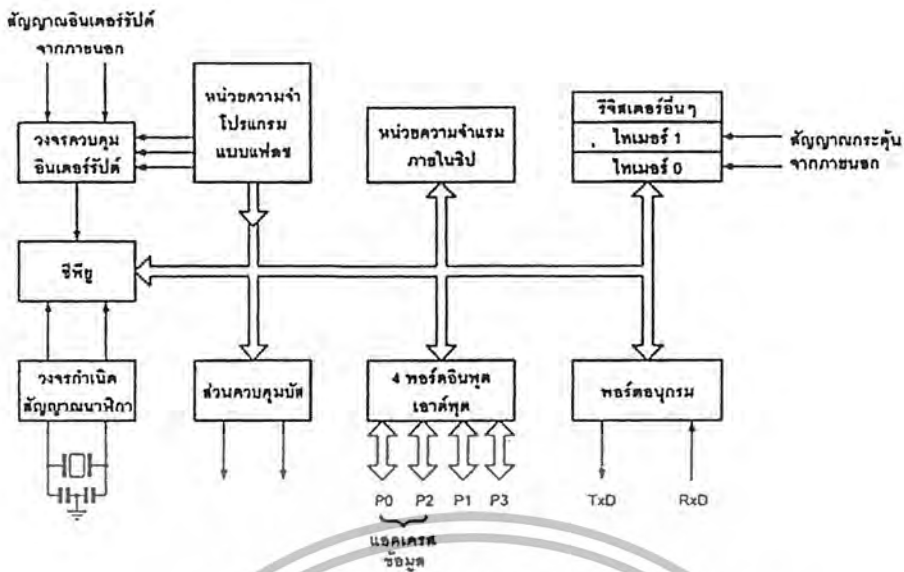 สัญญาณอินเตอร์รัปต์
จากภายนอก
วงจรควบคุม
อินเตอร์รัปต์
หน่วยความจำ
โปรแกรม
แบบแฟลช
หน่วยความจำแรม
ภายในชิป
รีจิสเตอร์อื่นๆ
ไทเมอร์ 1
ไทเมอร์ 0
สัญญาณกระตุ้น
จากภายนอก
ซีพียู
วงจรกำเนิด
สัญญาณนาฬิกา
ส่วนควบคุมบัส
4 พอร์ตอินพุต
เอาต์พุต
พอร์ตอนุกรม
P0 P2 P1 P3
TxD RxD
แอดเดรส
ข้อมูล